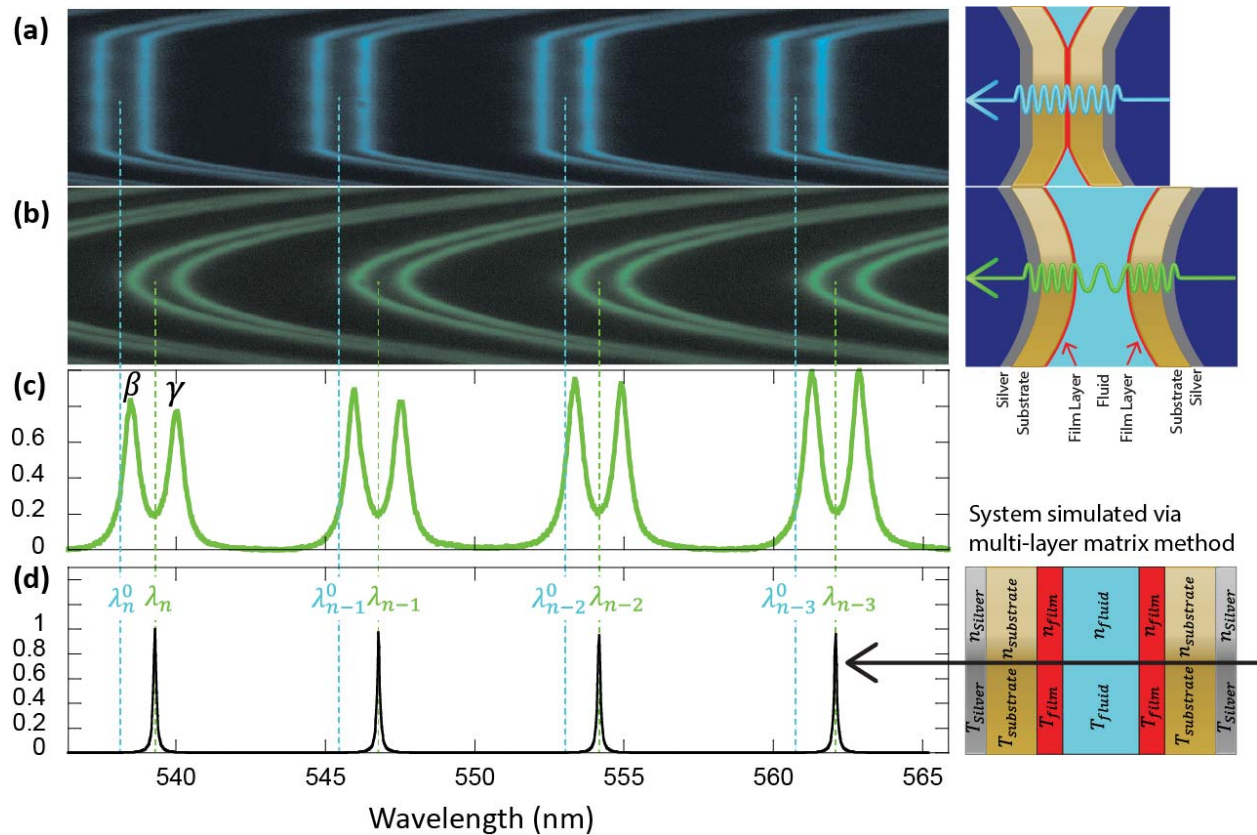 (a)
(b)
Silver
Substrate
Film Layer
Fluid
Film Layer
Substrate
Silver
(c)
β γ
0.6
0.4
0.2
0
System simulated via
multi-layer matrix method
(d)
λ⁰ₙ λₙ λ⁰ₙ₋₁ λₙ₋₁ λ⁰ₙ₋₂ λₙ₋₂ λ⁰ₙ₋₃ λₙ₋₃
1
0.8
0.6
0.4
0.2
0
n_Silver n_substrate n_film n_fluid n_film n_substrate n_Silver
T_Silver T_substrate T_film T_fluid T_film T_substrate T_Silver
540 545 550 555 560 565
Wavelength (nm)